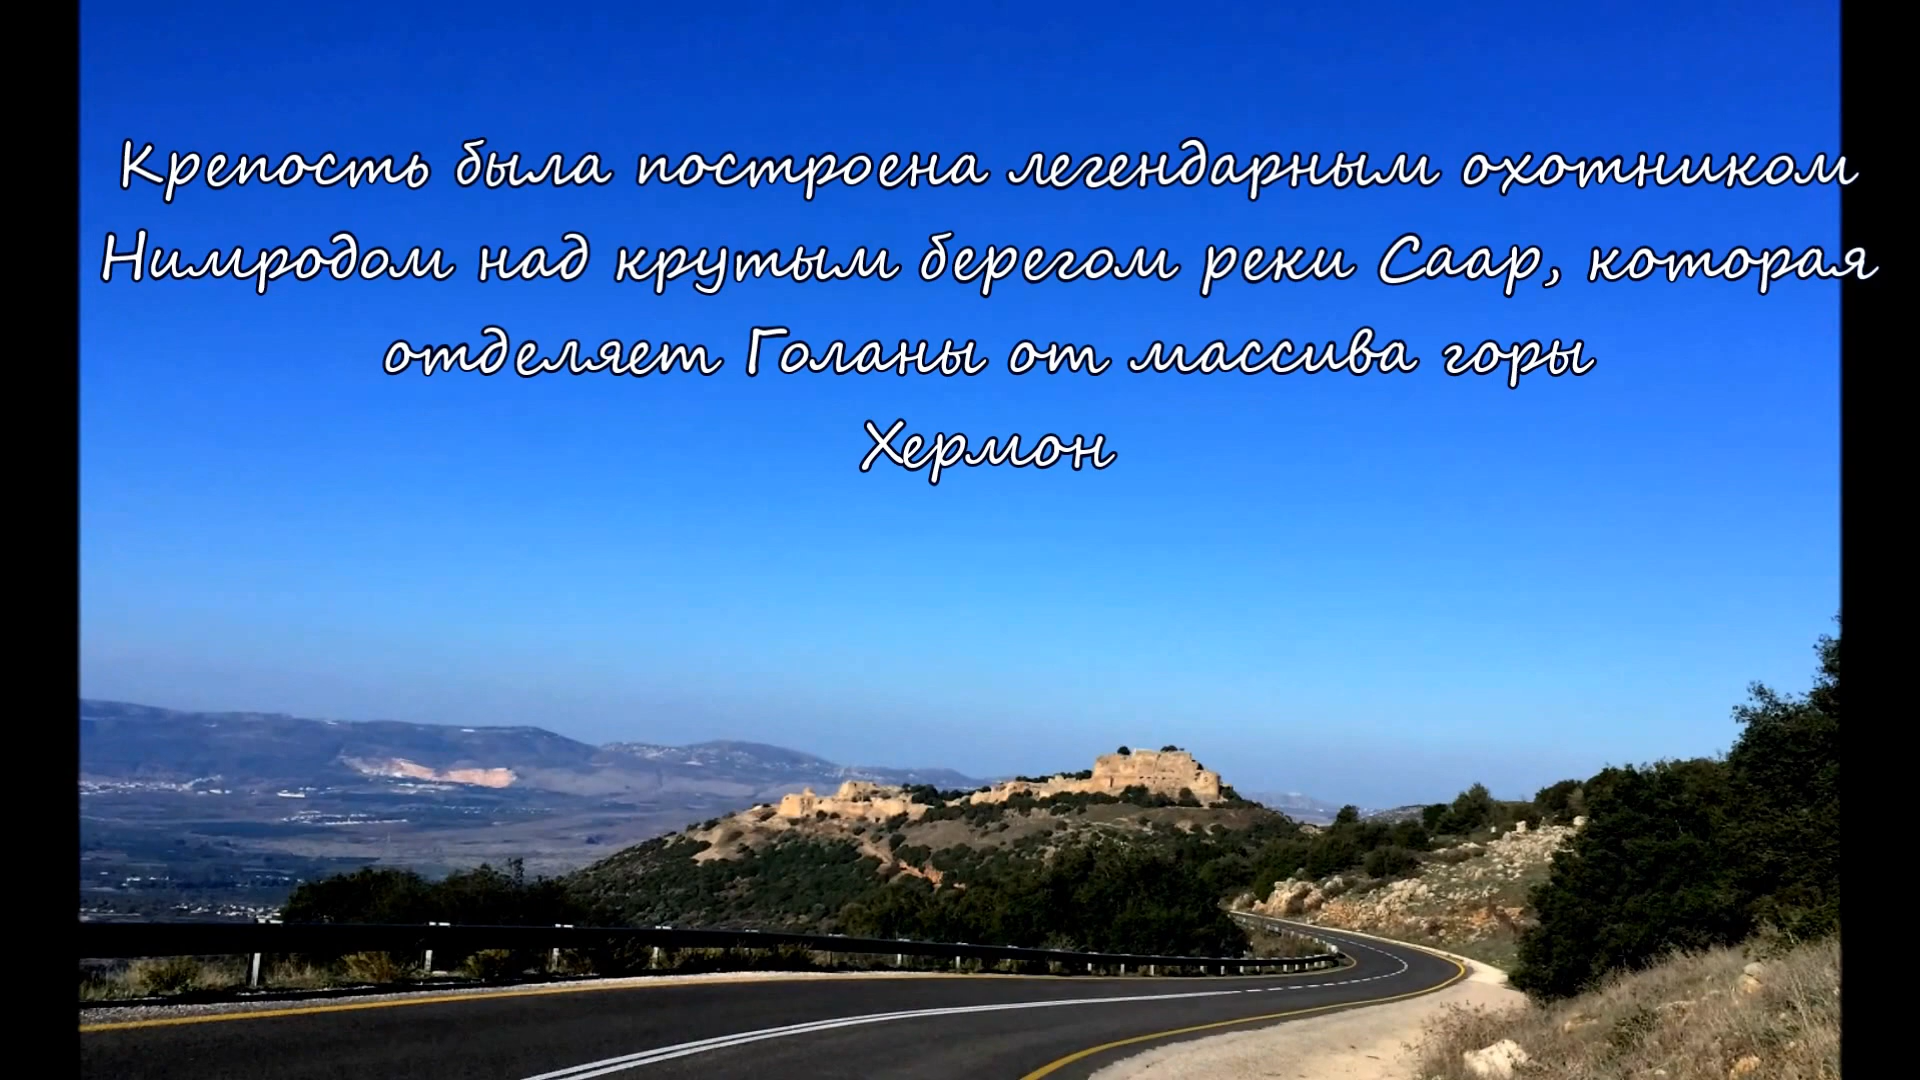 Крепость была построена легендарным охотником
Нимродом над крутым берегом реки Саар, которая
отделяет Голаны от массива горы
Хермон